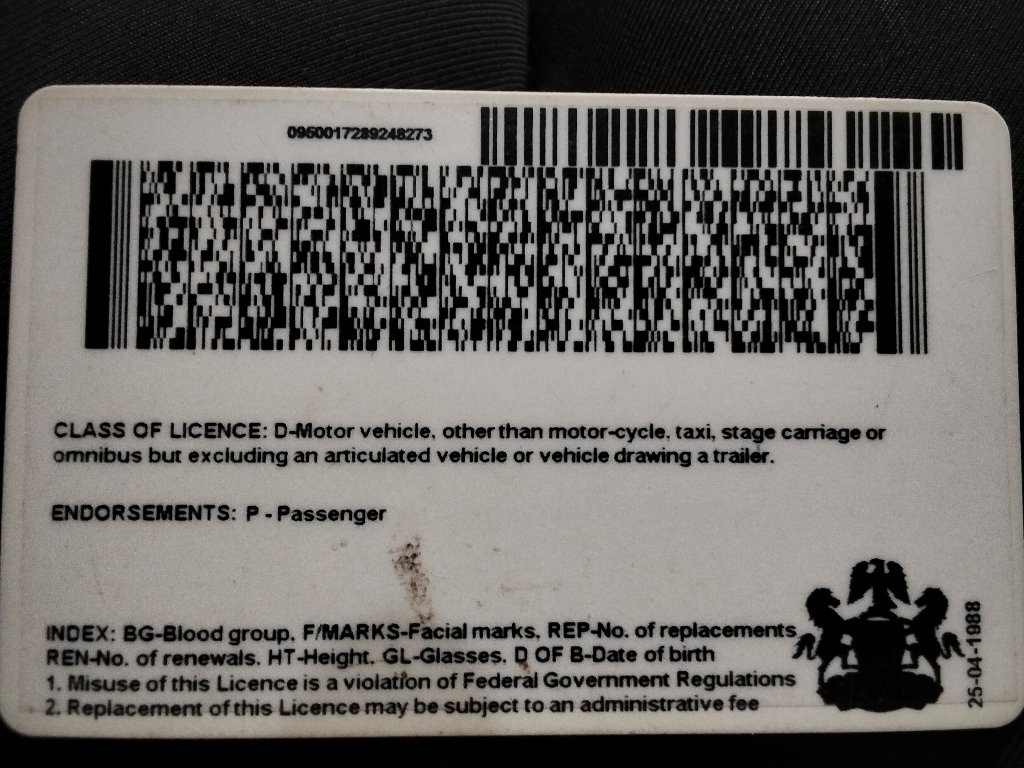 0950017289248273
CLASS OF LICENCE: D-Motor vehicle, other than motor-cycle, taxi, stage carriage or
omnibus but excluding an articulated vehicle or vehicle drawing a trailer.
ENDORSEMENTS: P - Passenger
INDEX: BG-Blood group, F/MARKS-Facial marks, REP-No. of replacements
REN-No. of renewals. HT-Height, GL-Glasses, D OF B-Date of birth
1. Misuse of this Licence is a violation of Federal Government Regulations
2. Replacement of this Licence may be subject to an administrative fee
25-04-1988